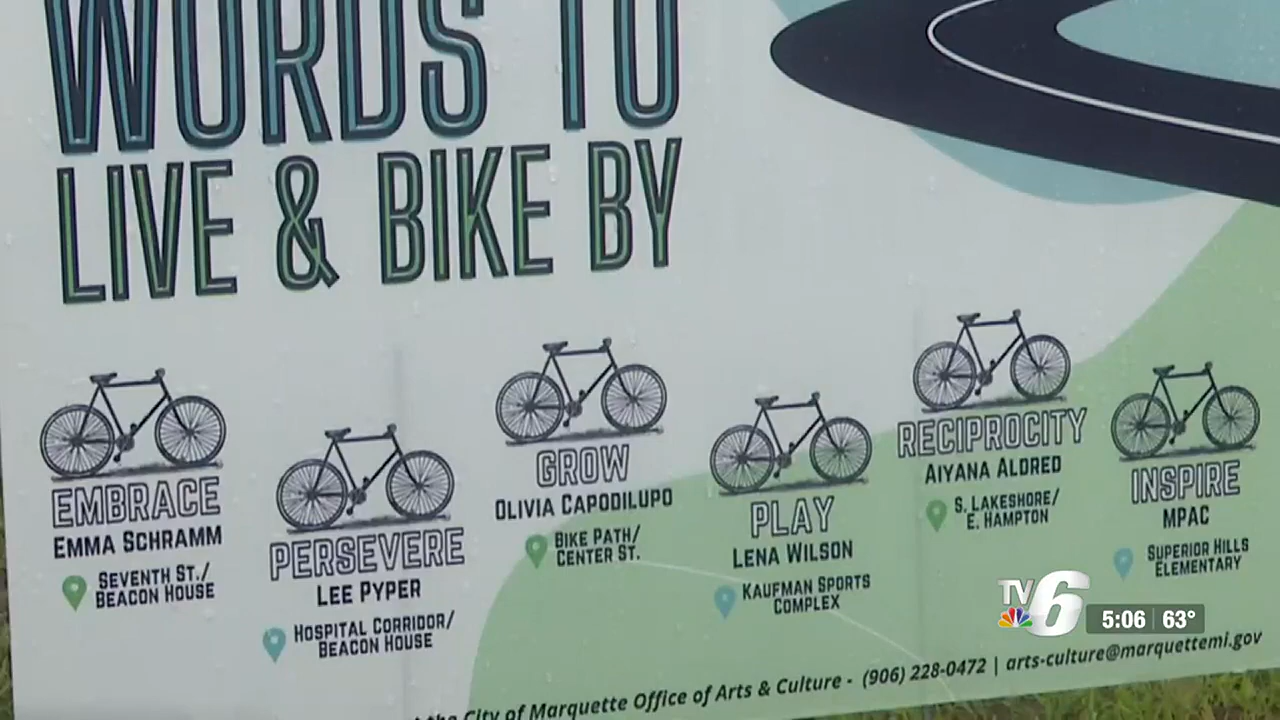 WORDS TO
LIVE & BIKE BY
EMBRACE
EMMA SCHRAMM
SEVENTH ST./
BEACON HOUSE
PERSEVERE
LEE PYPER
HOSPITAL CORRIDOR/
BEACON HOUSE
GROW
OLIVIA CAPODILUPO
BIKE PATH/
CENTER ST.
PLAY
LENA WILSON
KAUFMAN SPORTS
COMPLEX
RECIPROCITY
AIYANA ALDRED
S. LAKESHORE/
E. HAMPTON
INSPIRE
MPAC
SUPERIOR HILLS
ELEMENTARY
the City of Marquette Office of Arts & Culture - (906) 228-0472 | arts-culture@marquettemi.gov
TV6
5:06 63°